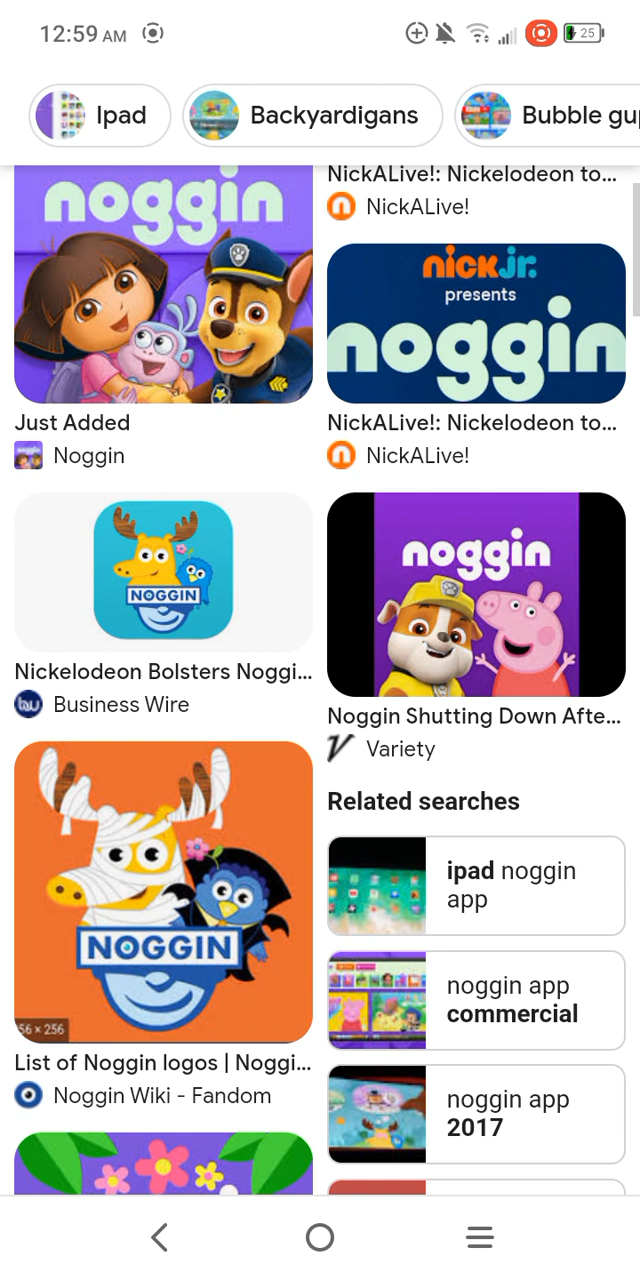 12:59 AM
25
Ipad
Backyardigans
Bubble gu
noggin
Just Added
Noggin
Nickelodeon Bolsters Noggi...
Business Wire
NOGGIN
NOGGIN
56 × 256
List of Noggin logos | Noggi...
Noggin Wiki - Fandom
NickALive!: Nickelodeon to...
NickALive!
nick jr.
presents
noggin
NickALive!: Nickelodeon to...
NickALive!
noggin
Noggin Shutting Down Afte...
Variety
Related searches
ipad noggin
app
noggin app
commercial
noggin app
2017